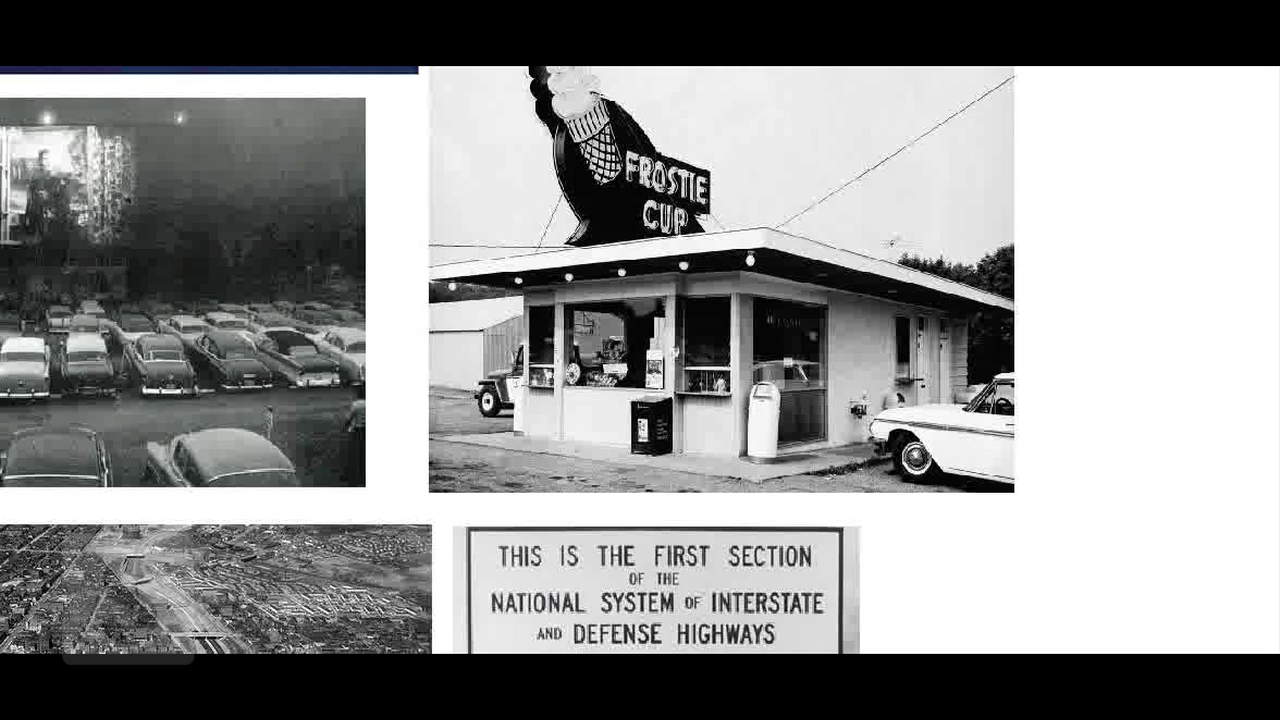 FROSTIE
CUP
THIS IS THE FIRST SECTION
OF THE
NATIONAL SYSTEM OF INTERSTATE
AND DEFENSE HIGHWAYS